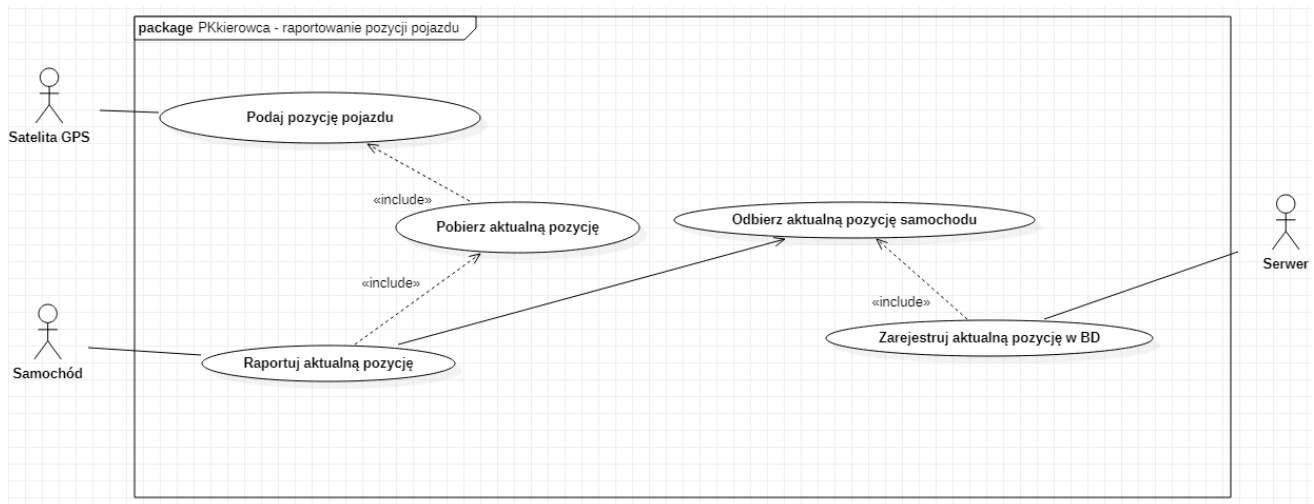 package PKkierowca - raportowanie pozycji pojazdu
Satelita GPS
Podaj pozycję pojazdu
«include»
Pobierz aktualną pozycję
Odbierz aktualną pozycję samochodu
Serwer
«include»
«include»
Zarejestruj aktualną pozycję w BD
Samochód
Raportuj aktualną pozycję